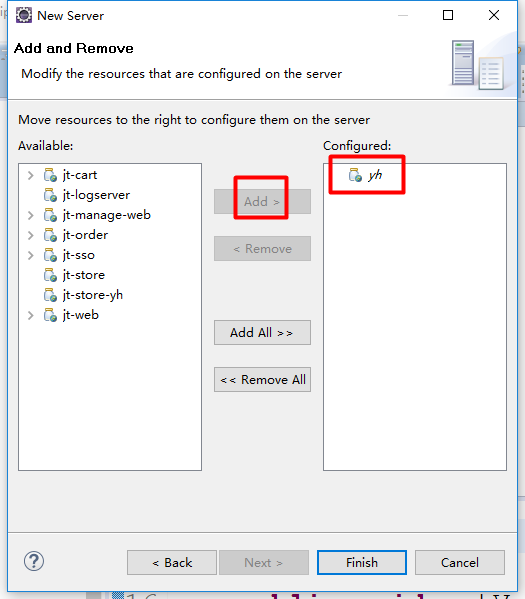 New Server
Add and Remove
Modify the resources that are configured on the server
Move resources to the right to configure them on the server
Available:
Configured:
jt-cart
jt-logserver
jt-manage-web
jt-order
jt-sso
jt-store
jt-store-yh
jt-web
Add >
< Remove
Add All >>
<< Remove All
yh
?
< Back
Next >
Finish
Cancel